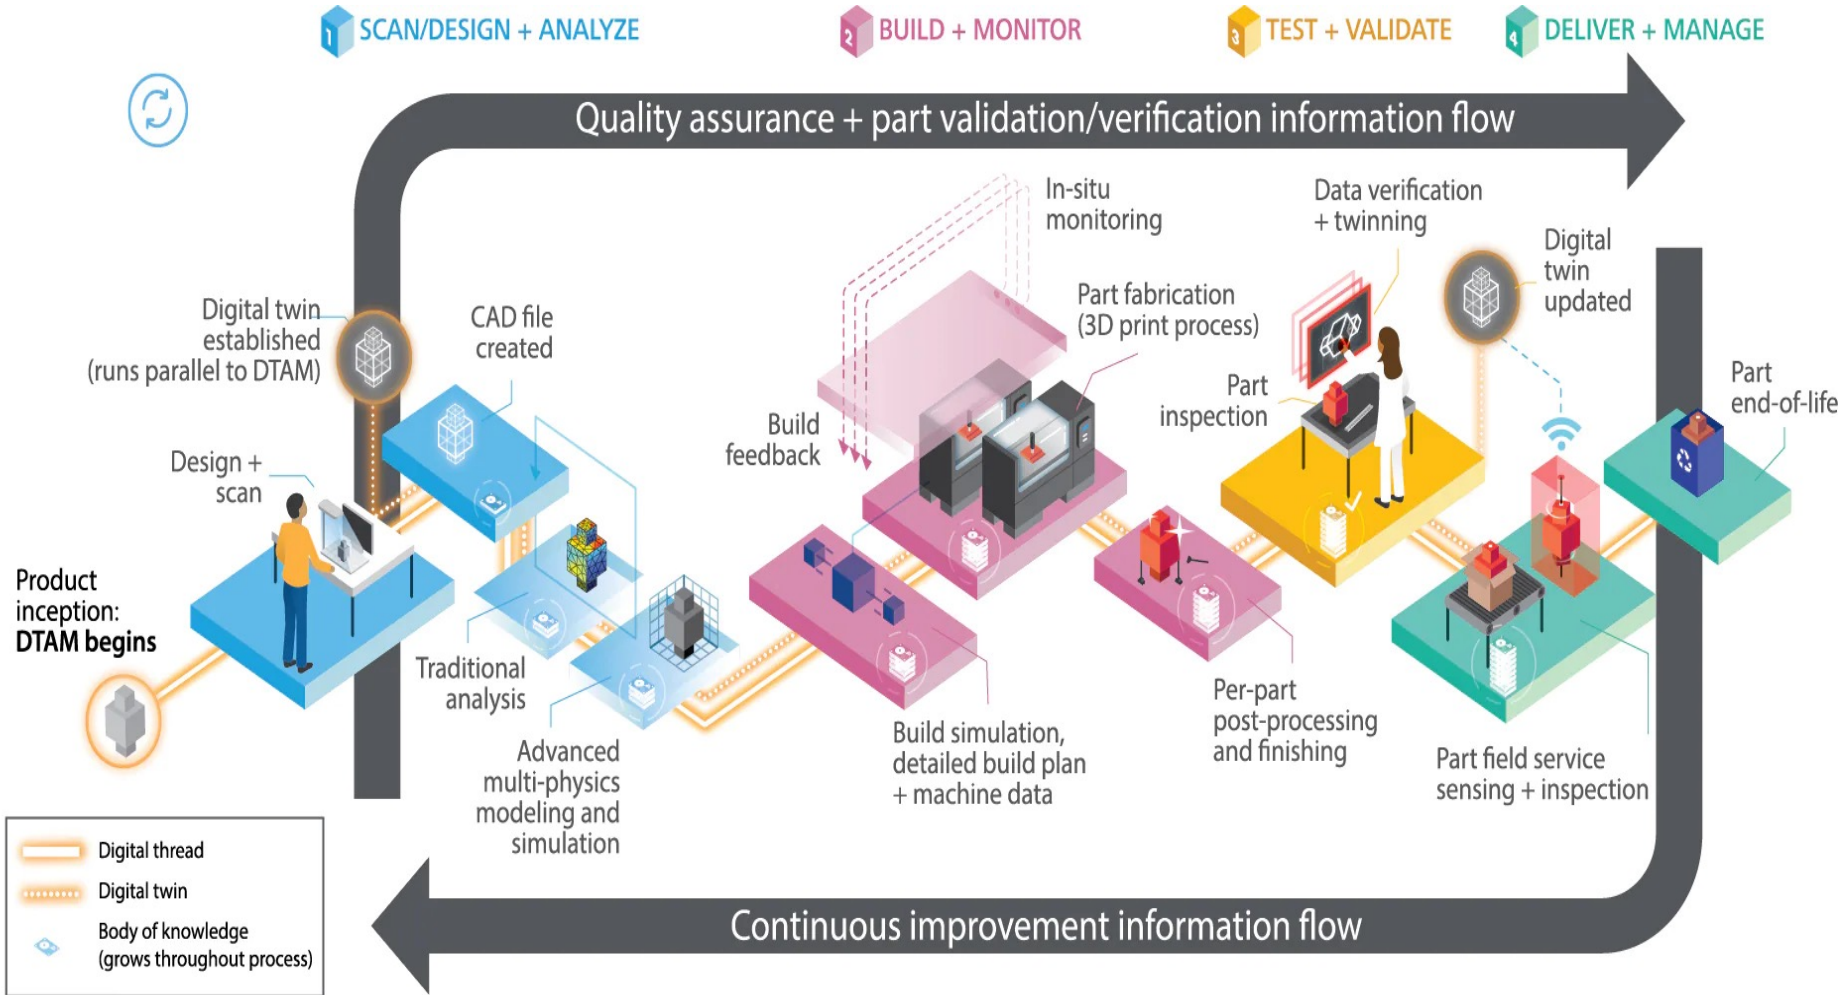 1 SCAN/DESIGN + ANALYZE
2 BUILD + MONITOR
3 TEST + VALIDATE
4 DELIVER + MANAGE
Quality assurance + part validation/verification information flow
Digital twin
established
(runs parallel to DTAM)
CAD file
created
Design +
scan
Product
inception:
DTAM begins
Traditional
analysis
Advanced
multi-physics
modeling and
simulation
In-situ
monitoring
Build
feedback
Part fabrication
(3D print process)
Build simulation,
detailed build plan
+ machine data
Per-part
post-processing
and finishing
Data verification
+ twinning
Part
inspection
Digital
twin
updated
Part field service
sensing + inspection
Part
end-of-life
Digital thread
Digital twin
Body of knowledge
(grows throughout process)
Continuous improvement information flow